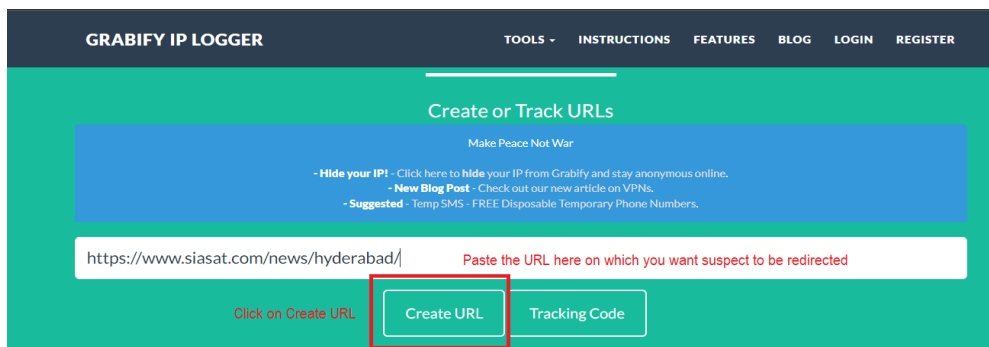 GRABIFY IP LOGGER TOOLS INSTRUCTIONS FEATURES BLOG LOGIN REGISTER
Create or Track URLs
Make Peace Not War
- Hide your IP! - Click here to hide your IP from Grabify and stay anonymous online.
- New Blog Post - Check out our new article on VPNs.
- Suggested - Temp SMS - FREE Disposable Temporary Phone Numbers.
https://www.siasat.com/news/hyderabad/ Paste the URL here on which you want suspect to be redirected
Click on Create URL Create URL Tracking Code